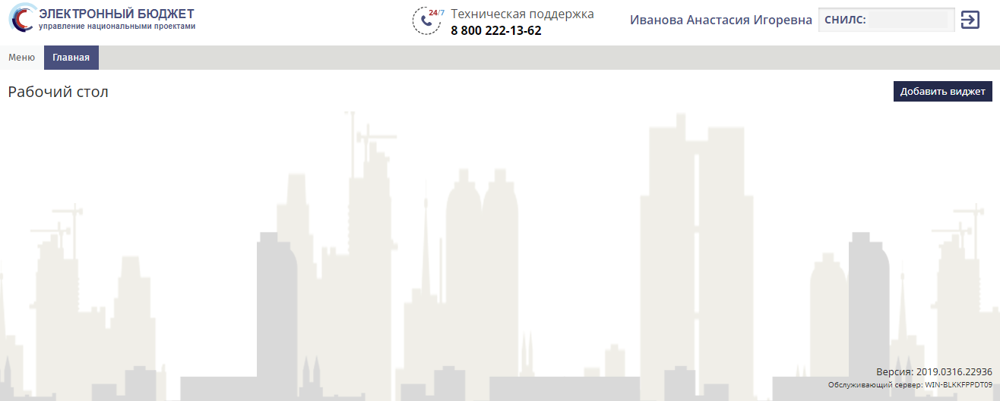 ЭЛЕКТРОННЫЙ БЮДЖЕТ
управление национальными проектами
24/7
Техническая поддержка
8 800 222-13-62
Иванова Анастасия Игоревна
СНИЛС:
Меню
Главная
Рабочий стол
Добавить виджет
Версия: 2019.0316.22936
Обслуживающий сервер: WIN-BLKKFPPDT09